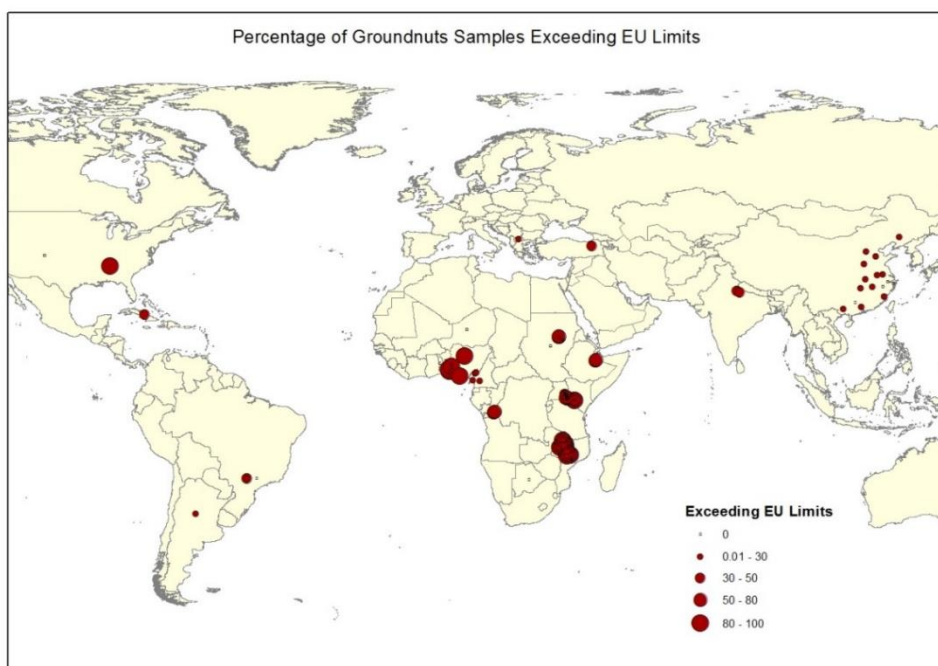 Percentage of Groundnuts Samples Exceeding EU Limits
Exceeding EU Limits
0
0.01 - 30
30 - 50
50 - 80
80 - 100